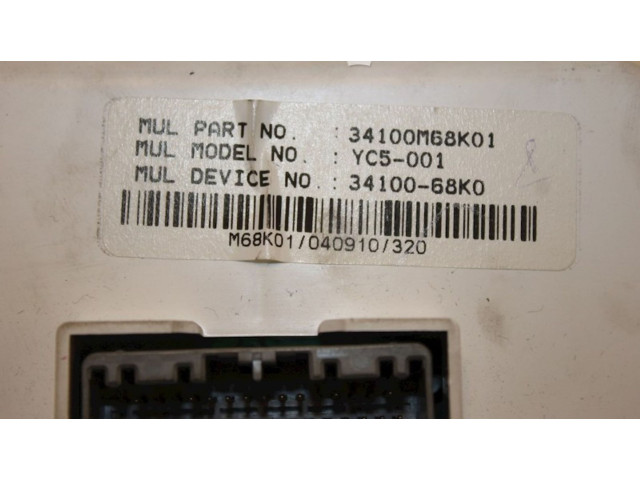 MUL PART NO. : 34100M68K01
MUL MODEL NO. : YC5-001
MUL DEVICE NO. : 34100-68K0
M68K01/040910/320